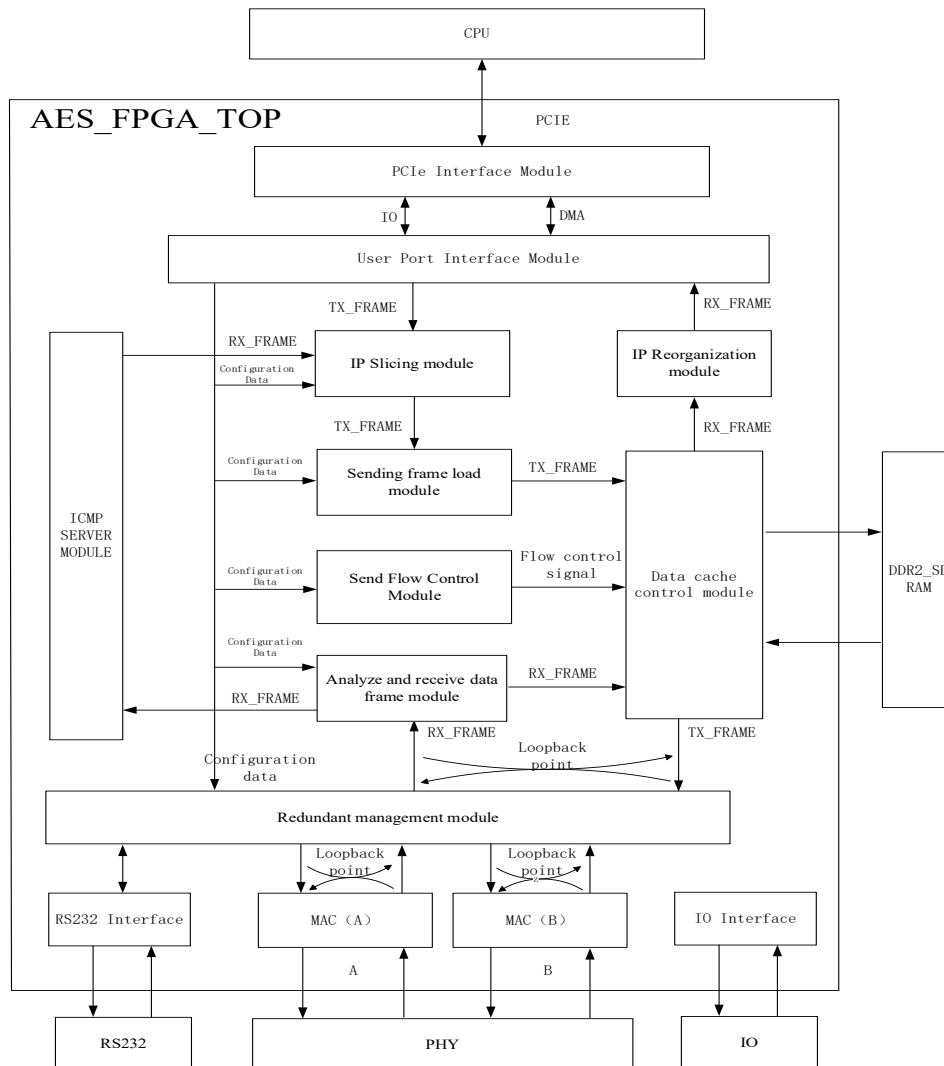 CPU
AES_FPGA_TOP
PCIE
PCIe Interface Module
IO
DMA
User Port Interface Module
TX_FRAME
RX_FRAME
RX_FRAME
IP Slicing module
IP Reorganization
module
Configuration
Data
TX_FRAME
RX_FRAME
Configuration
Data
Sending frame load
module
TX_FRAME
ICMP
SERVER
MODULE
Configuration
Data
Send Flow Control
Module
Flow control
signal
Data cache
control module
DDR2_SD
RAM
Configuration
Data
Analyze and receive data
frame module
RX_FRAME
RX_FRAME
RX_FRAME
TX_FRAME
Loopback
point
Configuration
data
Redundant management module
Loopback
point
Loopback
point
z
RS232 Interface
MAC（A）
MAC（B）
IO Interface
A
B
RS232
PHY
IO